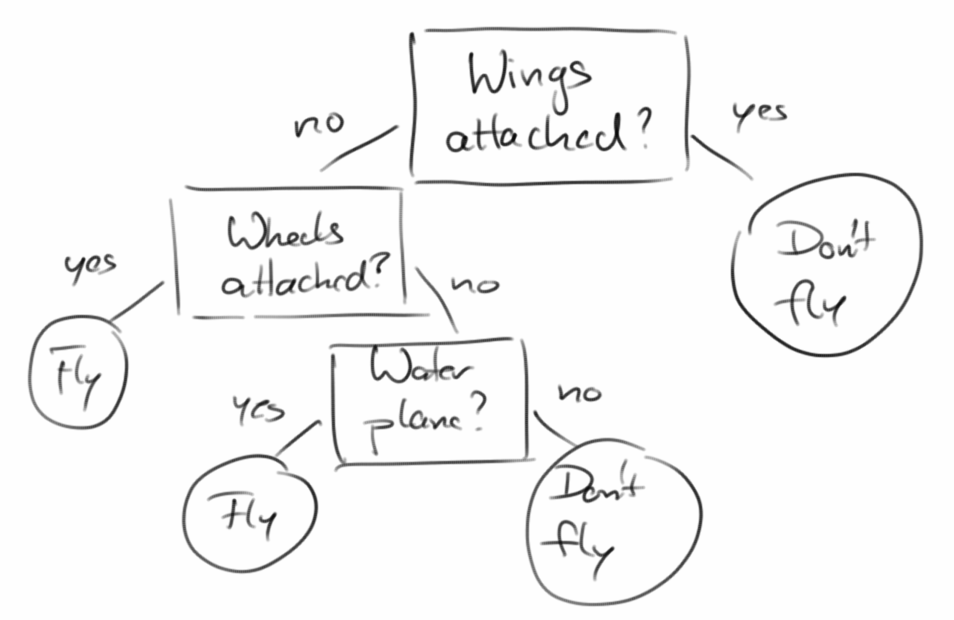 Wings
attached?
no
yes
Wheels
attached?
Don't
fly
yes
no
Fly
Water
plane?
yes
no
Fly
Don't
fly